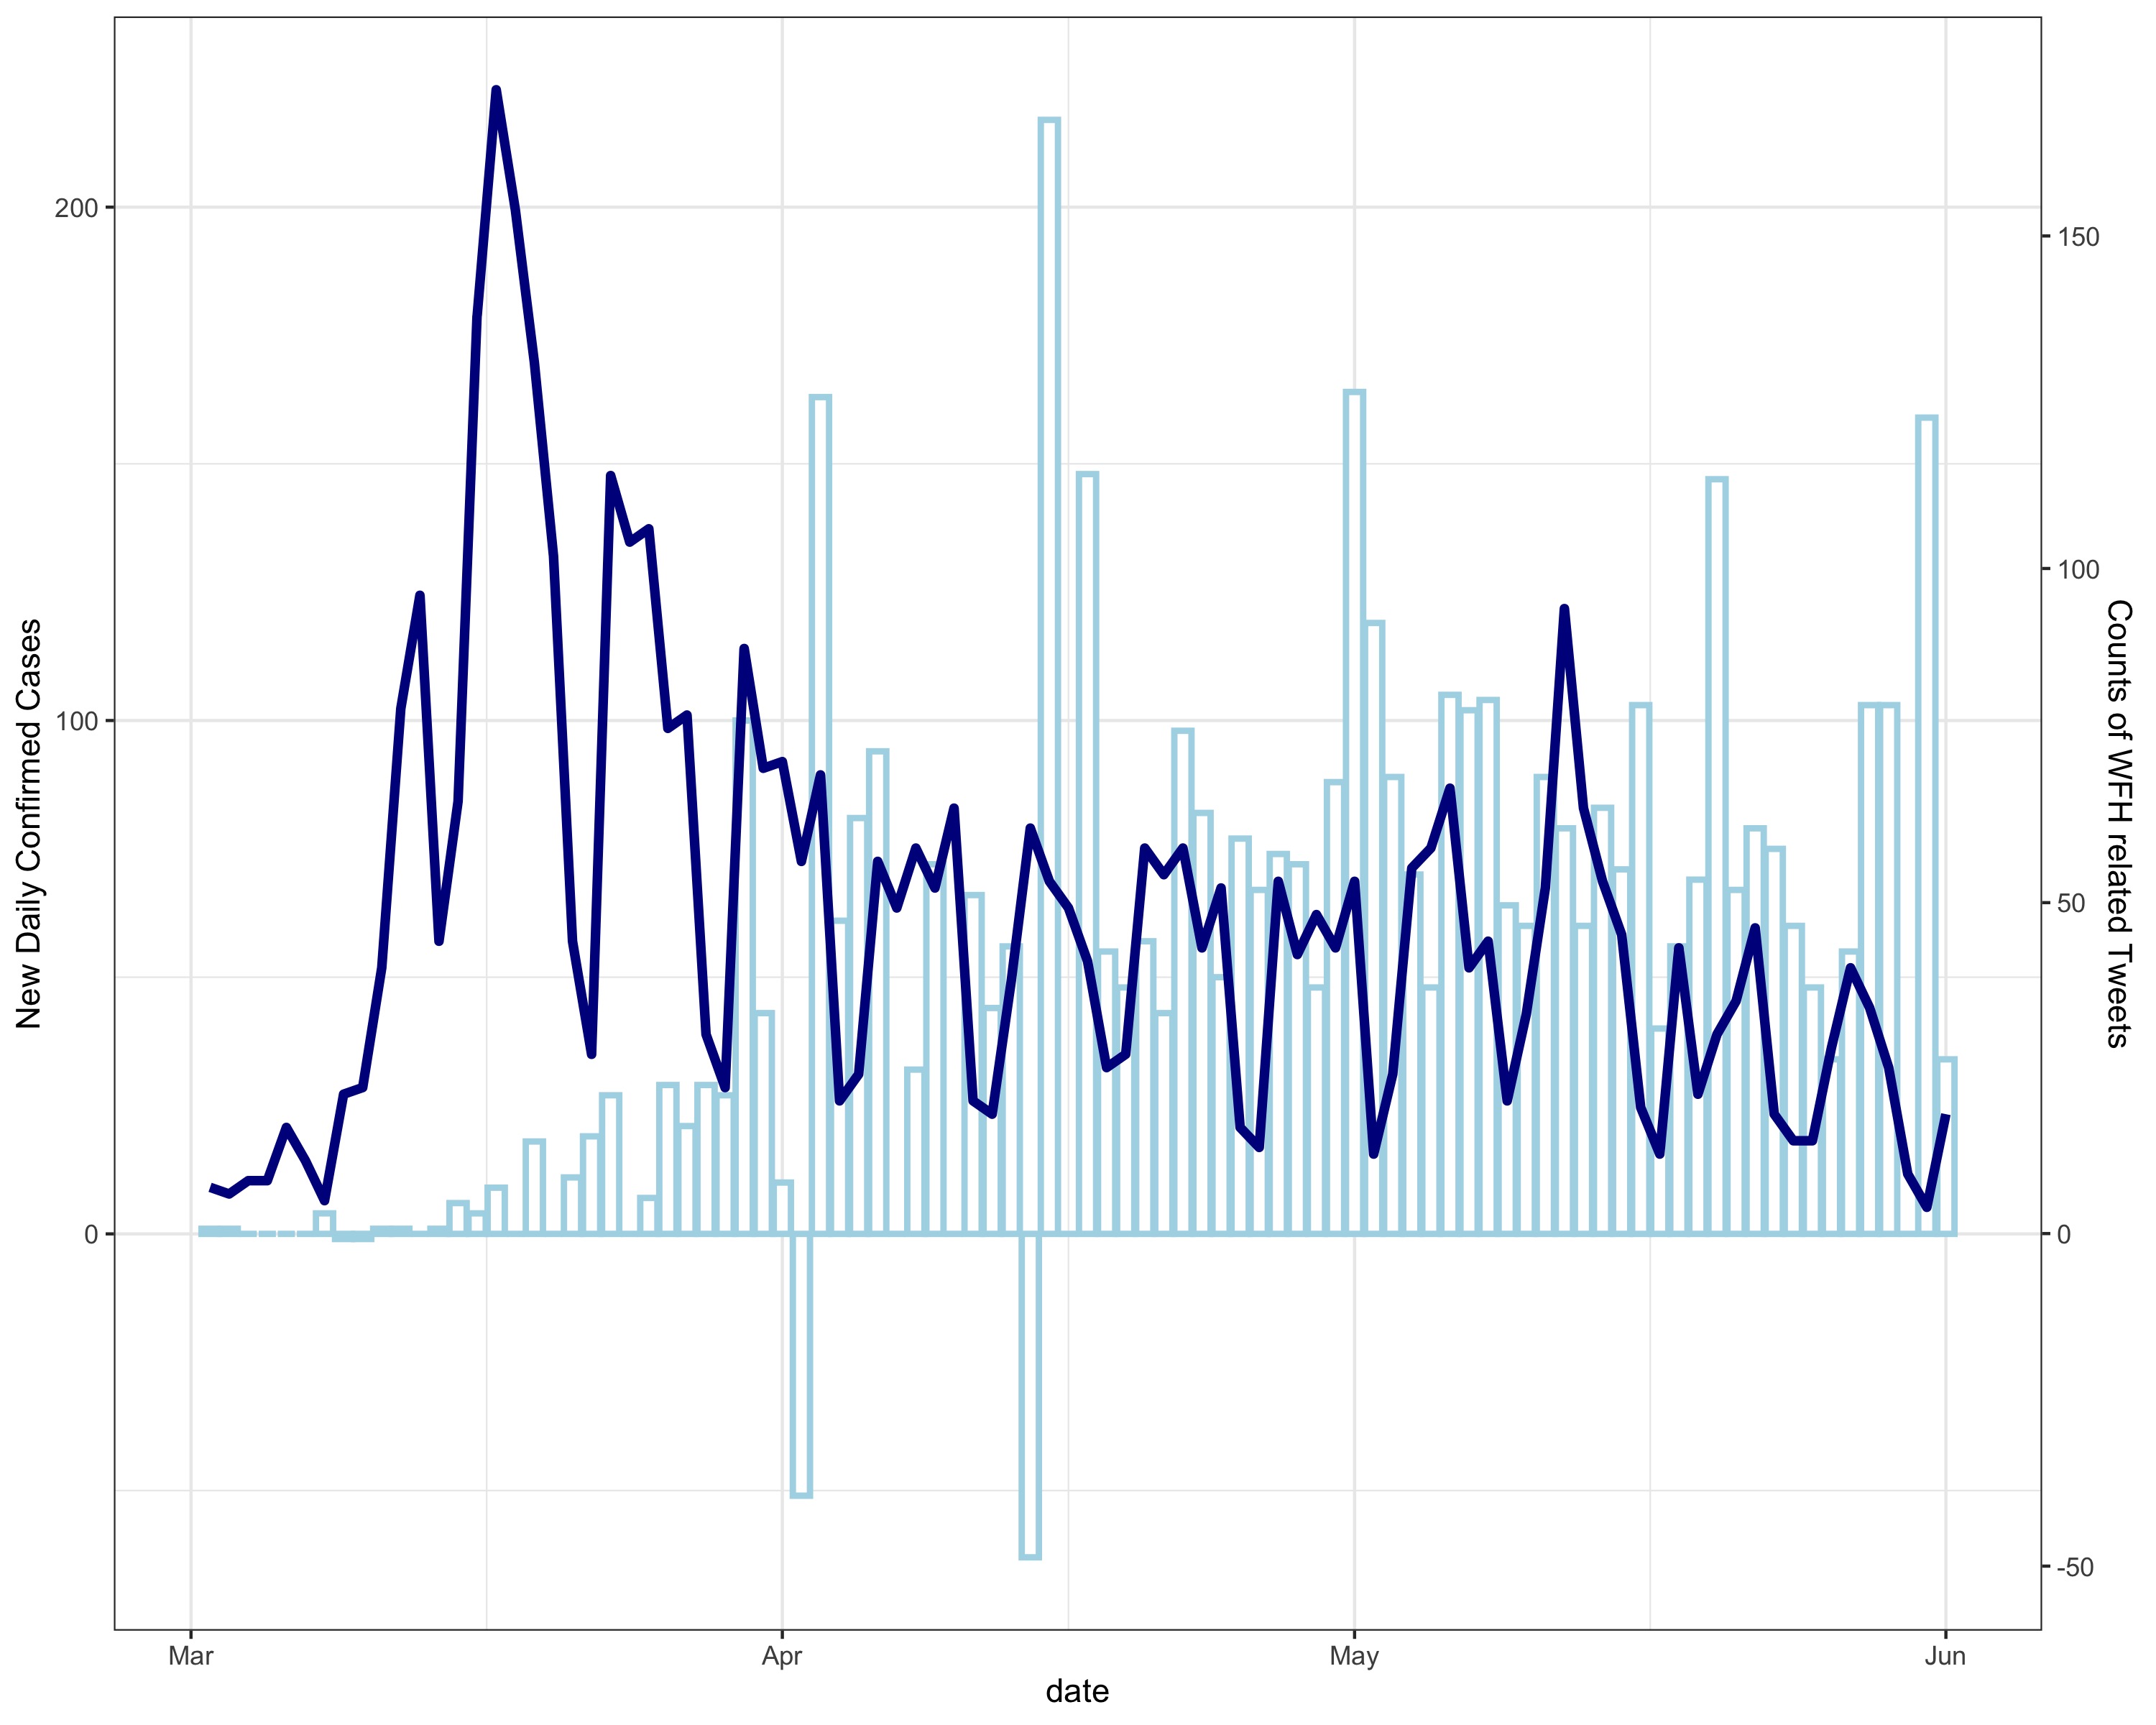 New Daily Confirmed Cases
200
100
0
150
100
50
0
-50
Counts of WFH related Tweets
Mar
Apr
May
Jun
date